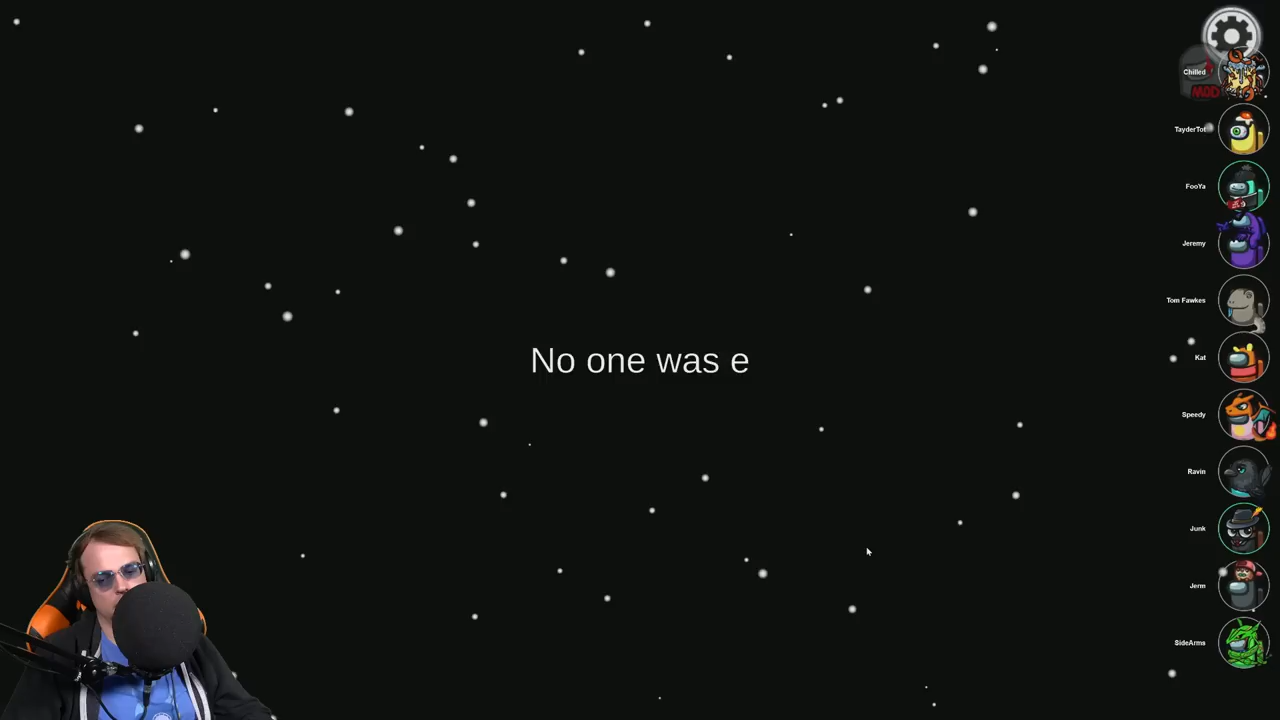 Chilled
MOD
TayderTot
FooYa
Jeremy
Tom Fawkes
No one was e
Kat
Speedy
Ravin
Junk
Jerm
SideArms